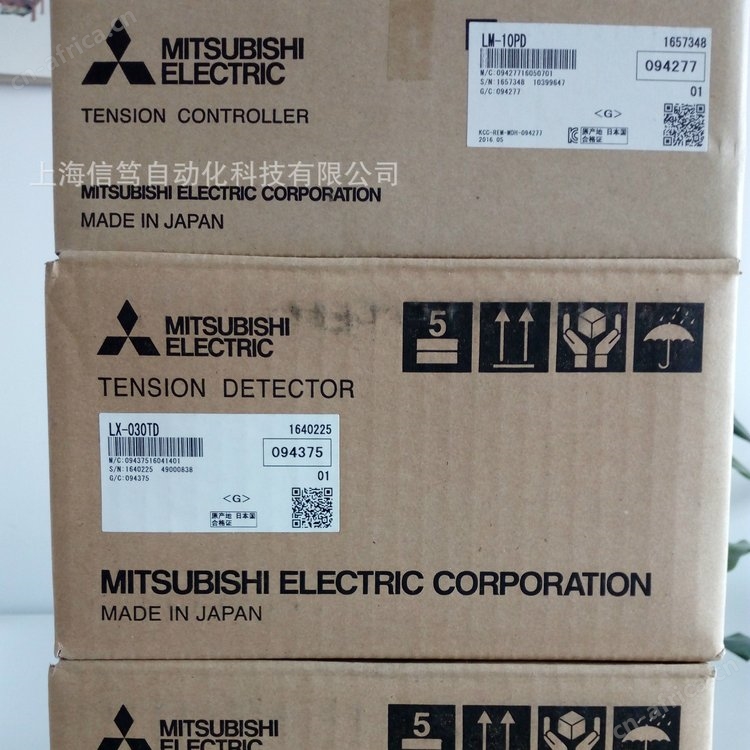 MITSUBISHI
ELECTRIC
TENSION CONTROLLER
LM-10PD 1657348
M/C:09427716050701
S/N:1657348 10399647
G/C:094277
094277
01
<G>
KCC-REM-MDH-094277
2016.05
原产地 日本国
合格证
上海信笃自动化科技有限公司
MITSUBISHI ELECTRIC CORPORATION
MADE IN JAPAN
MITSUBISHI
ELECTRIC
5
TENSION DETECTOR
LX-030TD 1640225
M/C:09437516041401
S/N:1640225 49000838
G/C:094375
094375
01
<G>
原产地 日本国
合格证
MITSUBISHI ELECTRIC CORPORATION
MADE IN JAPAN
MITSUBISHI
ELECTRIC
5
cn-africa.cn